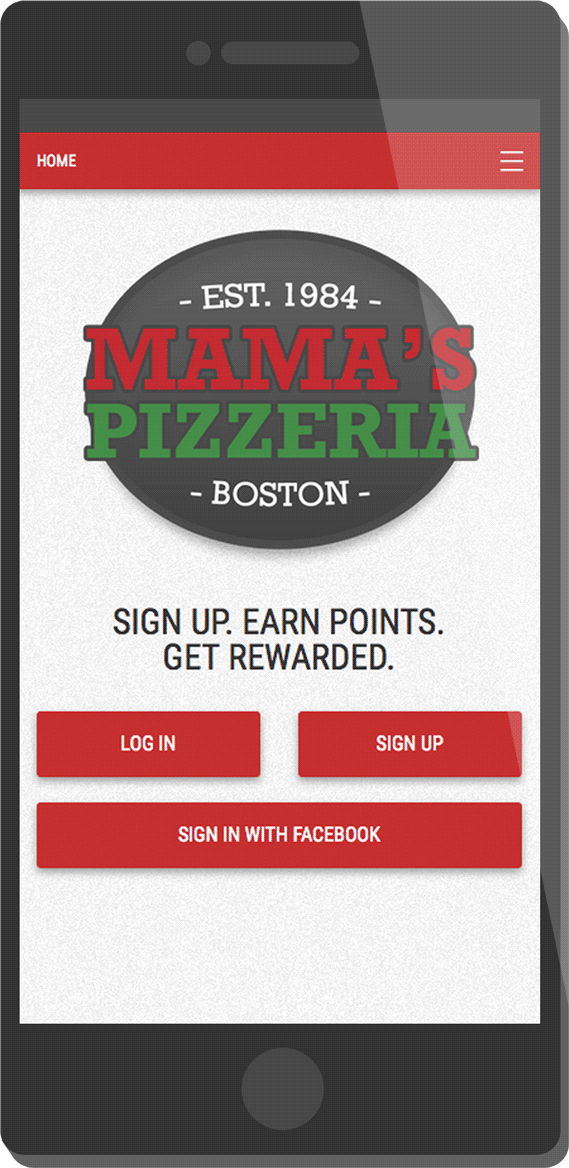 HOME
- EST. 1984 -
MAMA'S
PIZZERIA
- BOSTON -
SIGN UP. EARN POINTS.
GET REWARDED.
LOG IN
SIGN UP
SIGN IN WITH FACEBOOK